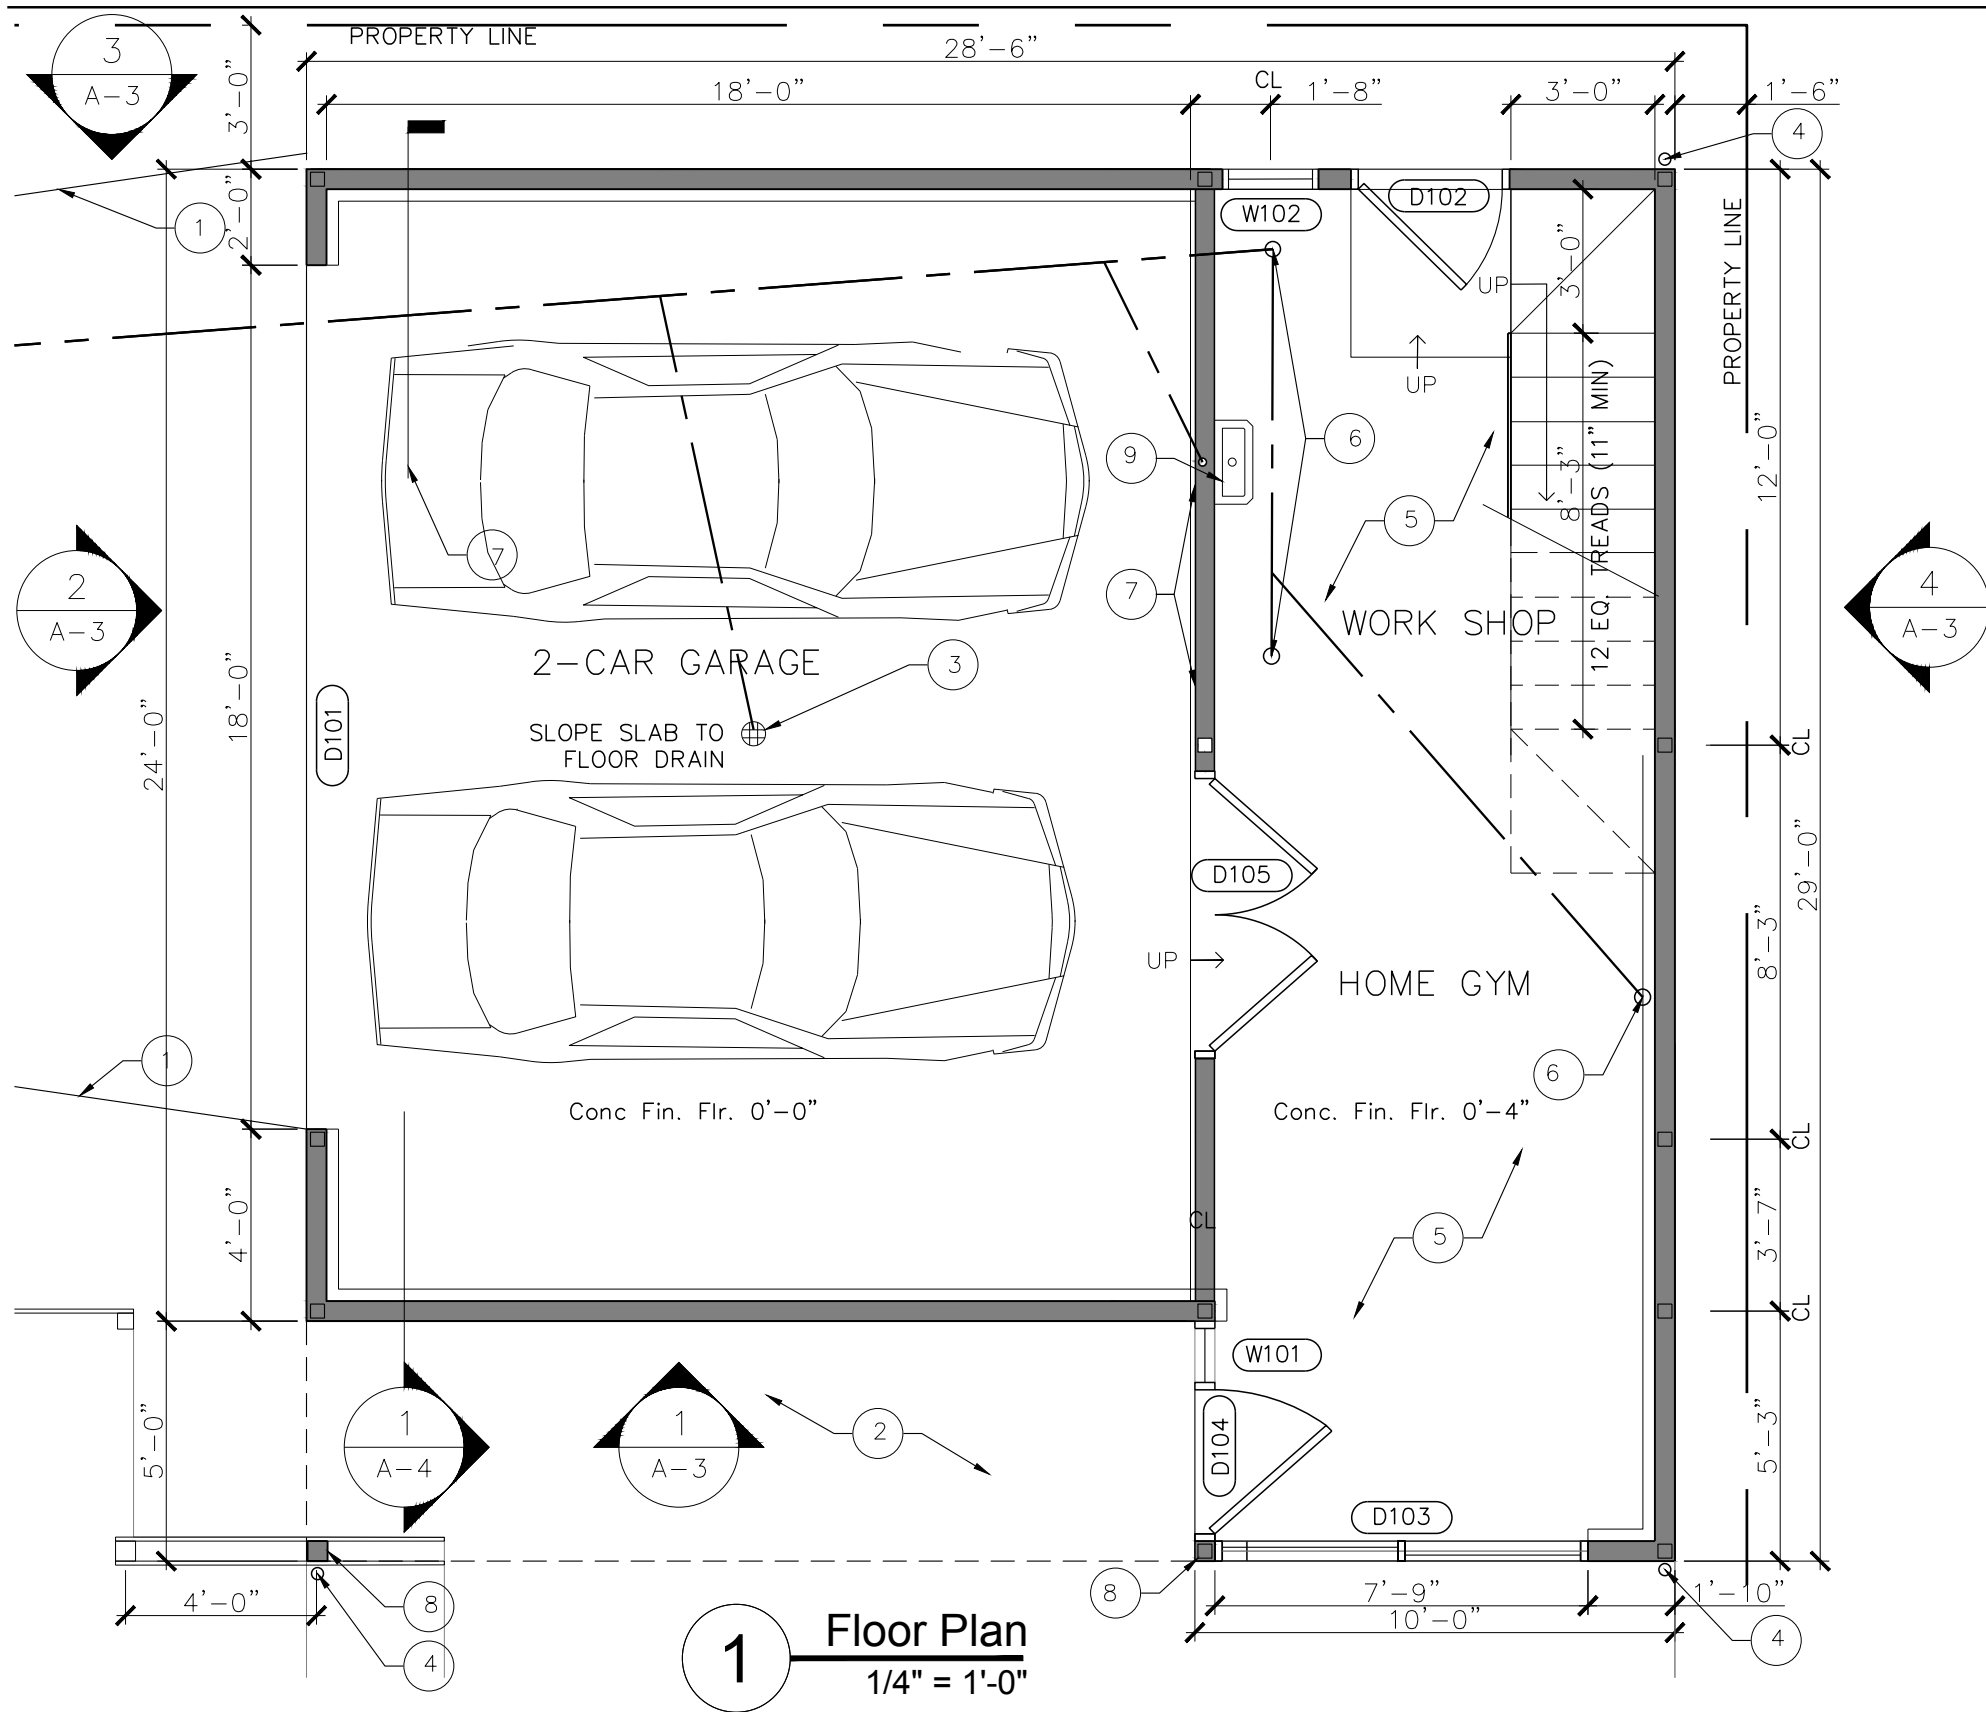 PROPERTY LINE
28'-6"
3
A-3
3'-0"
18'-0"
CL
1'-8"
3'-0"
1'-6"
4
1
2'-0"
W102
D102
PROPERTY LINE
3'-0"
UP
UP
12'-0"
9
6
8'-3"
12 EQ. TREADS (11" MIN)
5
7
2
A-3
7
4
A-3
WORK SHOP
2-CAR GARAGE
3
D101
18'-0"
24'-0"
SLOPE SLAB TO
FLOOR DRAIN
CL
29'-0"
D105
8'-3"
UP
HOME GYM
1
6
Conc Fin. Flr. 0'-0"
Conc. Fin. Flr. 0'-4"
CL
4'-0"
CL
5
3'-7"
CL
W101
5'-0"
1
A-4
1
A-3
2
D104
5'-3"
D103
4'-0"
8
8
7'-9"
1'-10"
10'-0"
4
4
1
Floor Plan
1/4" = 1'-0"